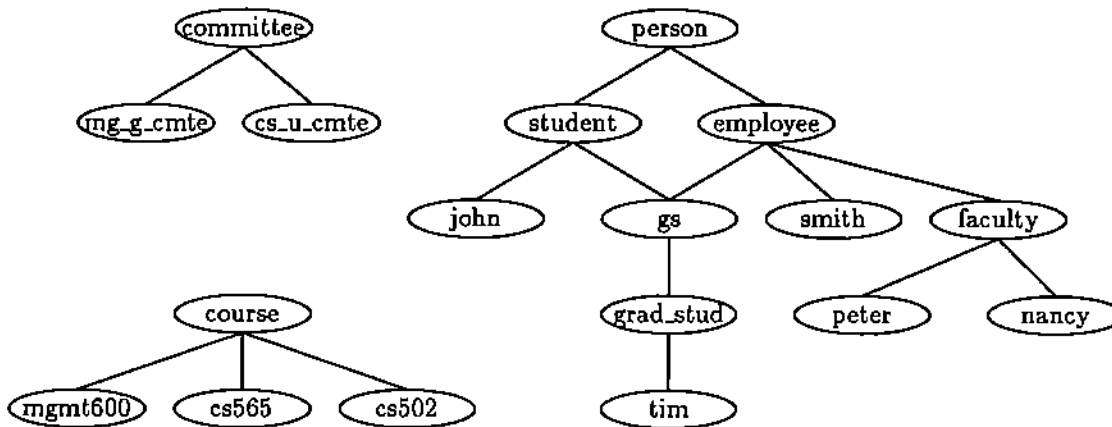 committee
person
mg_g_cmte
cs_u_cmte
student
employee
john
gs
smith
faculty
course
grad_stud
peter
nancy
mgmt600
cs565
cs502
tim